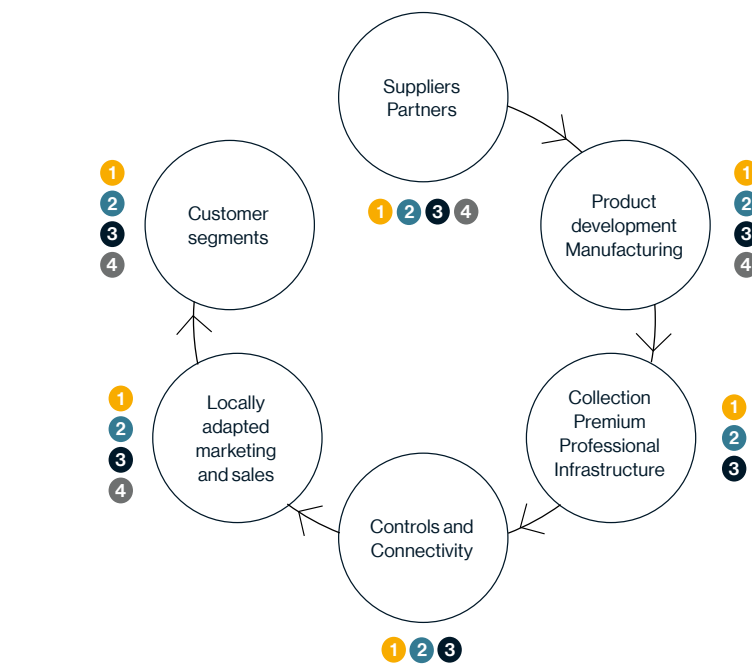 Suppliers
Partners
1 2 3 4
Product
development
Manufacturing
1
2
3
4
Collection
Premium
Professional
Infrastructure
1
2
3
Controls and
Connectivity
1 2 3
Locally
adapted
marketing
and sales
1
2
3
4
Customer
segments
1
2
3
4